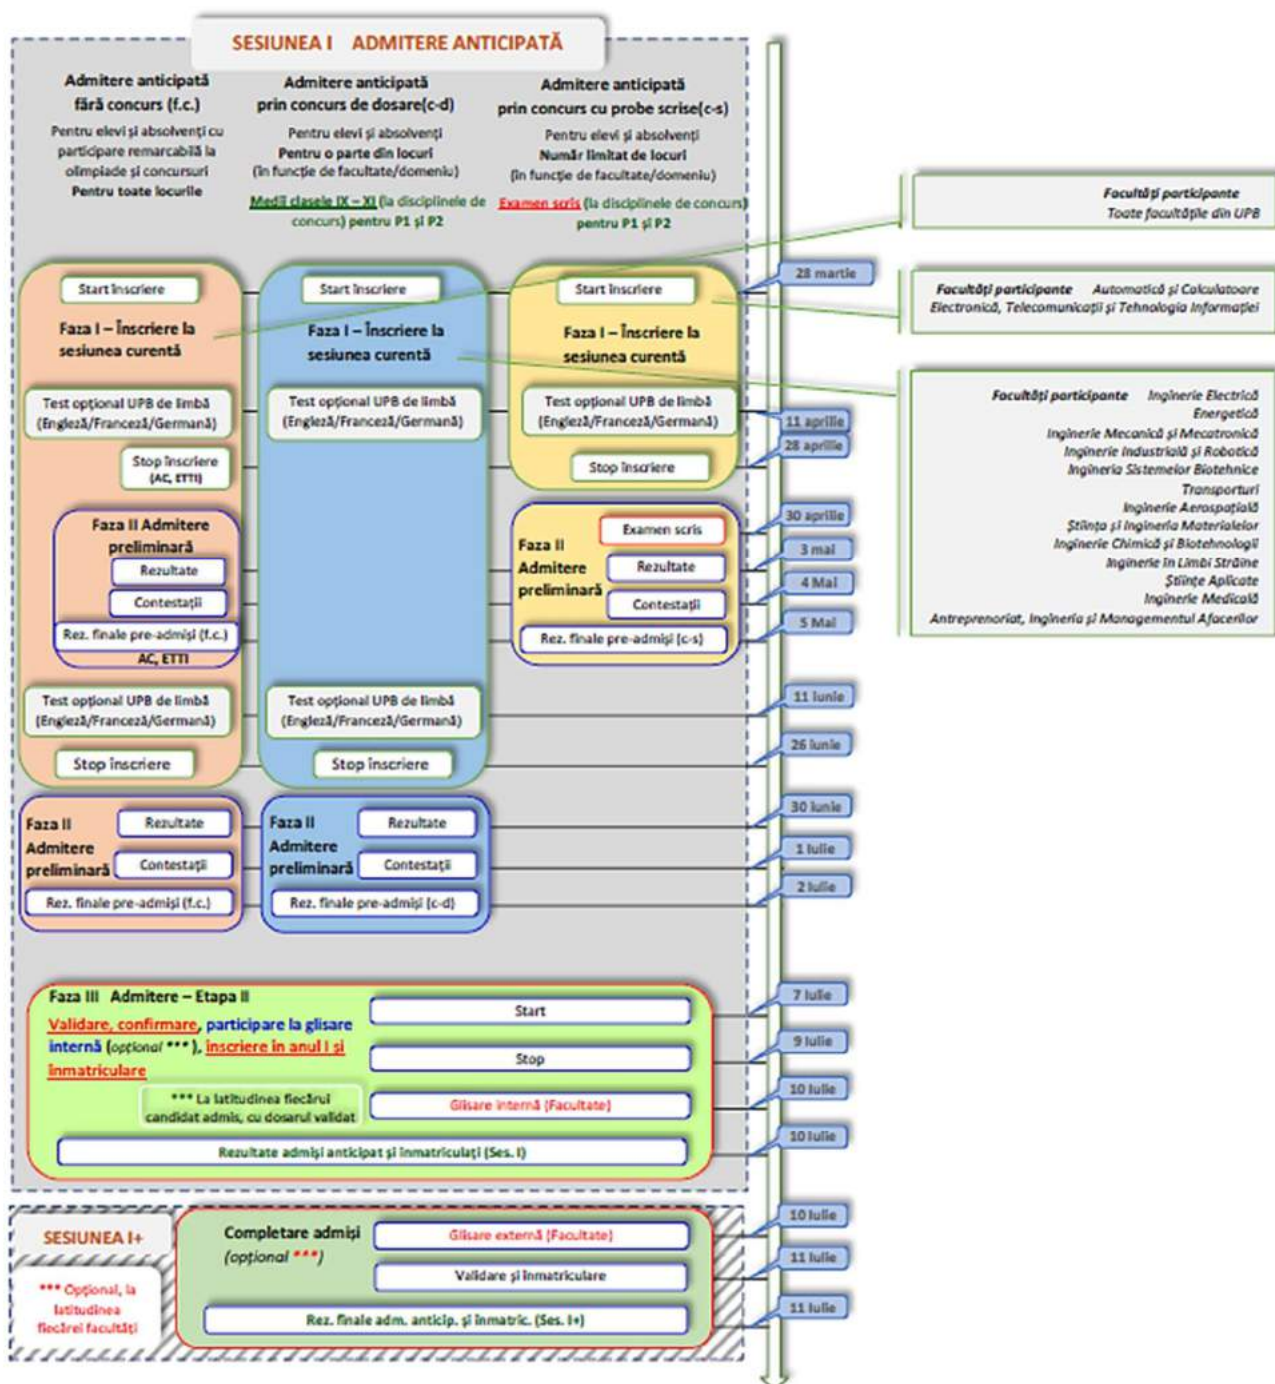 SESIUNEA I ADMITERE ANTICIPATĂ
Admitere anticipată
fără concurs (f.c.)
Pentru elevi și absolvenți cu
participare remarcabilă la
olimpiade și concursuri
Pentru toate locurile
Admitere anticipată
prin concurs de dosare(c-d)
Pentru elevi și absolvenți
Pentru o parte din locuri
(în funcție de facultate/domeniu)
Medii clasele IX – XI (la disciplinele de
concurs) pentru P1 și P2
Admitere anticipată
prin concurs cu probe scrise(c-s)
Pentru elevi și absolvenți
Număr limitat de locuri
(în funcție de facultate/domeniu)
Examen scris (la disciplinele de concurs)
pentru P1 și P2
Facultăți participante
Toate facultățile din UPB
Start înscriere
Faza I – Înscriere la
sesiunea curentă
Test opțional UPB de limbă
(Engleză/Franceză/Germană)
Stop înscriere
(AC, ETTI)
Faza II Admitere
preliminară
Rezultate
Contestații
Rez. finale pre-admiși (f.c.)
AC, ETTI
Test opțional UPB de limbă
(Engleză/Franceză/Germană)
Stop înscriere
Start înscriere
Faza I – Înscriere la
sesiunea curentă
Test opțional UPB de limbă
(Engleză/Franceză/Germană)
Test opțional UPB de limbă
(Engleză/Franceză/Germană)
Stop înscriere
Start înscriere
Faza I – Înscriere la
sesiunea curentă
Test opțional UPB de limbă
(Engleză/Franceză/Germană)
Stop înscriere
Faza II
Admitere
preliminară
Examen scris
Rezultate
Contestații
Rez. finale pre-admiși (c-s)
28 martie
11 aprilie
28 aprilie
30 aprilie
3 mai
4 Mai
5 Mai
11 iunie
26 iunie
30 iunie
1 Iulie
2 Iulie
Facultăți participante Automatică și Calculatoare
Electronică, Telecomunicații și Tehnologia Informației
Facultăți participante Inginerie Electrică
Energetică
Inginerie Mecanică și Mecatronică
Inginerie Industrială și Robotică
Ingineria Sistemelor Biotehnice
Transporturi
Inginerie Aerospațială
Știința și Ingineria Materialelor
Inginerie Chimică și Biotehnologii
Inginerie în Limbi Străine
Științe Aplicate
Inginerie Medicală
Antreprenoriat, Ingineria și Managementul Afacerilor
Faza II
Admitere
preliminară
Rezultate
Contestații
Rez. finale pre-admiși (f.c.)
Faza II
Admitere
preliminară
Rezultate
Contestații
Rez. finale pre-admiși (c-d)
Faza III Admitere – Etapa II
Validare, confirmare, participare la glisare
internă (opțional *** ), înscriere în anul I și
înmatriculare
*** La latitudinea fiecărui
candidat admis, cu dosarul validat
Start
Stop
Glisare internă (Facultate)
Rezultate admiși anticipat și înmatriculați (Ses. I)
7 Iulie
9 Iulie
10 Iulie
10 Iulie
SESIUNEA I+
*** Opțional, la
latitudinea
fiecărei facultăți
Completare admiși
(opțional ***)
Glisare externă (Facultate)
Validare și înmatriculare
Rez. finale adm. anticip. și inmatric. (Ses. I+)
10 Iulie
11 Iulie
11 Iulie